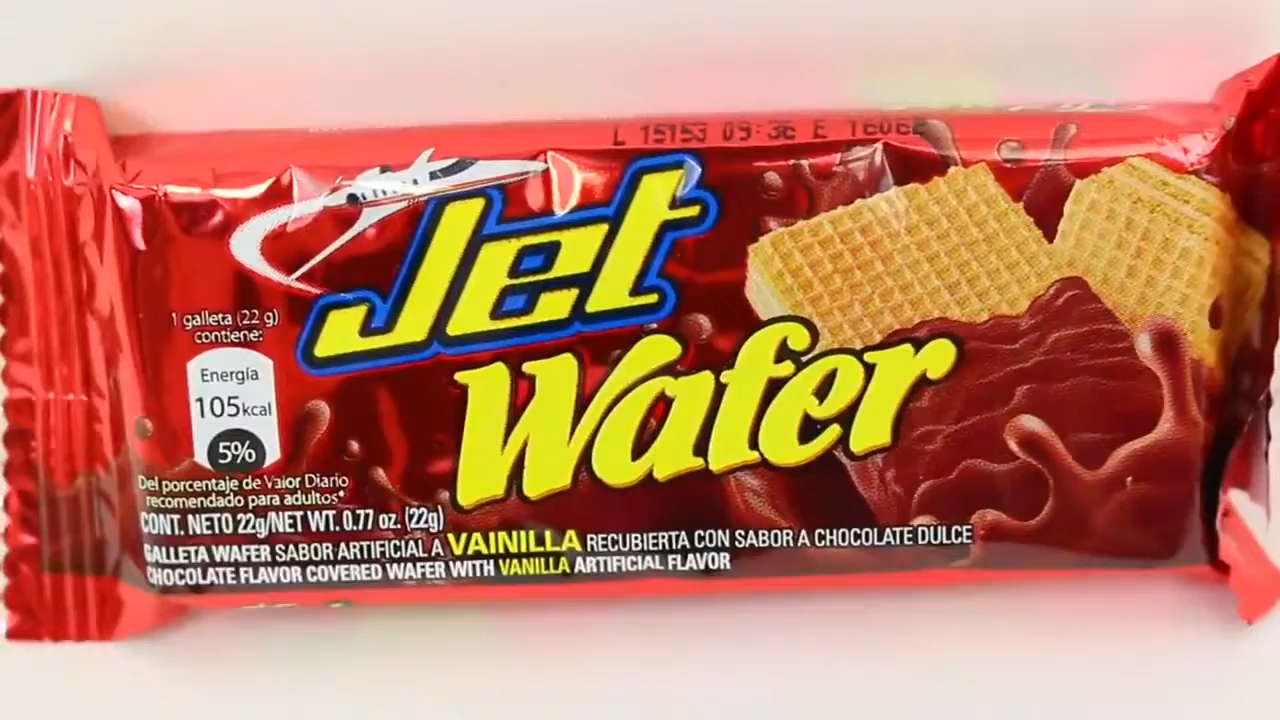 L 15153 09:36 E 1606
Jet
Wafer
1 galleta (22 g)
contiene:
Energía
105kcal
5%
Del porcentaje de Valor Diario
recomendado para adultos*
CONT. NETO 22g/NET WT. 0.77 oz. (22g)
GALLETA WAFER SABOR ARTIFICIAL A VAINILLA RECUBIERTA CON SABOR A CHOCOLATE DULCE
CHOCOLATE FLAVOR COVERED WAFER WITH VANILLA ARTIFICIAL FLAVOR